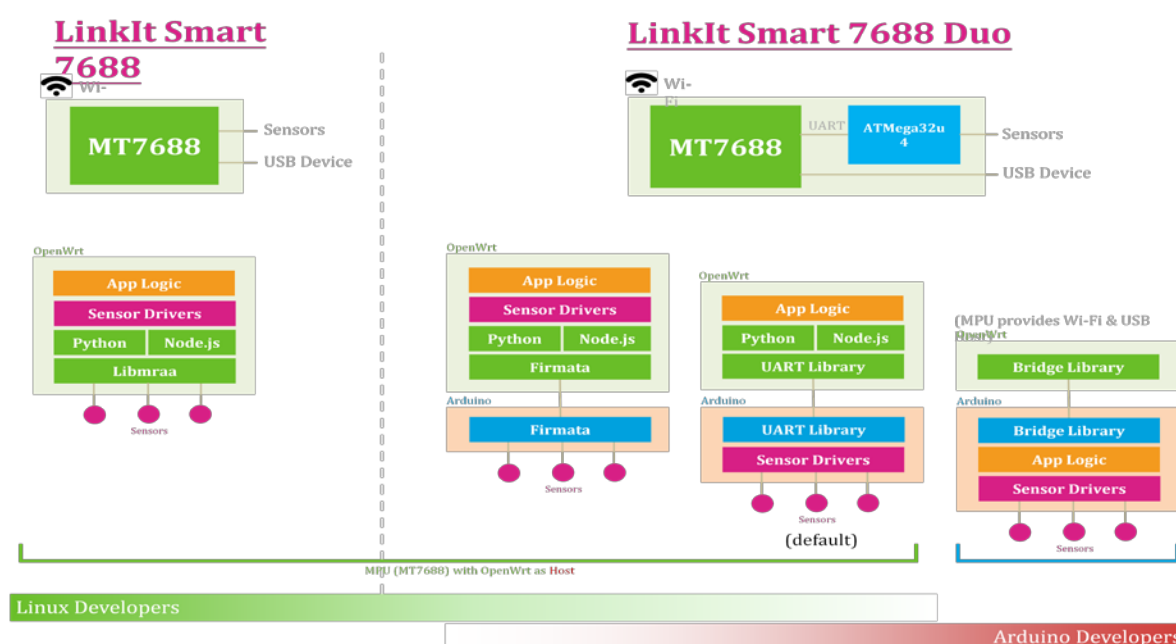 LinkIt Smart
7688
LinkIt Smart 7688 Duo
Wi-
Wi-
Fi
MT7688
Sensors
USB Device
MT7688
UART
ATMega32u
4
Sensors
USB Device
OpenWrt
App Logic
Sensor Drivers
Python
Node.js
Libmraa
Sensors
OpenWrt
App Logic
Sensor Drivers
Python
Node.js
Firmata
Arduino
Firmata
Sensors
OpenWrt
App Logic
Python
Node.js
UART Library
Arduino
UART Library
Sensor Drivers
Sensors
(default)
(MPU provides Wi-Fi & USB
OpenWrt
Bridge Library
Arduino
Bridge Library
App Logic
Sensor Drivers
Sensors
MPU (MT7688) with OpenWrt as Host
Linux Developers
Arduino Developers